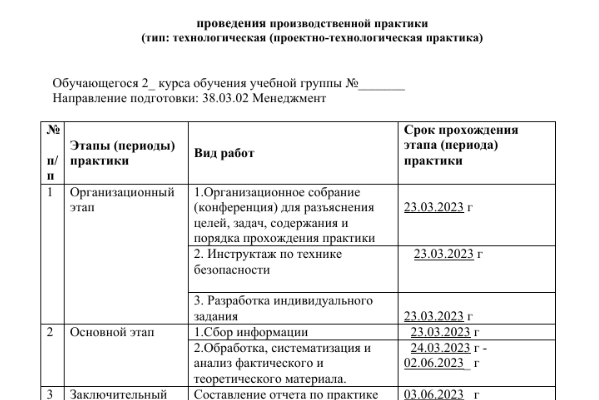 проведения производственной практики
(тип: технологическая (проектно-технологическая практика)
Обучающегося 2_ курса обучения учебной группы №_______
Направление подготовки: 38.03.02 Менеджмент
№ п/п
Этапы (периоды) практики
Вид работ
Срок прохождения этапа (периода) практики
1
Организационный этап
1.Организационное собрание
(конференция) для разъяснения
целей, задач, содержания и
порядка прохождения практики
23.03.2023 г
2. Инструктаж по технике
безопасности
23.03.2023 г
3. Разработка индивидуального
задания
23.03.2023 г
2
Основной этап
1.Сбор информации
23.03.2023 г
2.Обработка, систематизация и
анализ фактического и
теоретического материала.
24.03.2023 г -
02.06.2023_ г
3
Заключительный
Составление отчета по практике
03.06.2023_ г